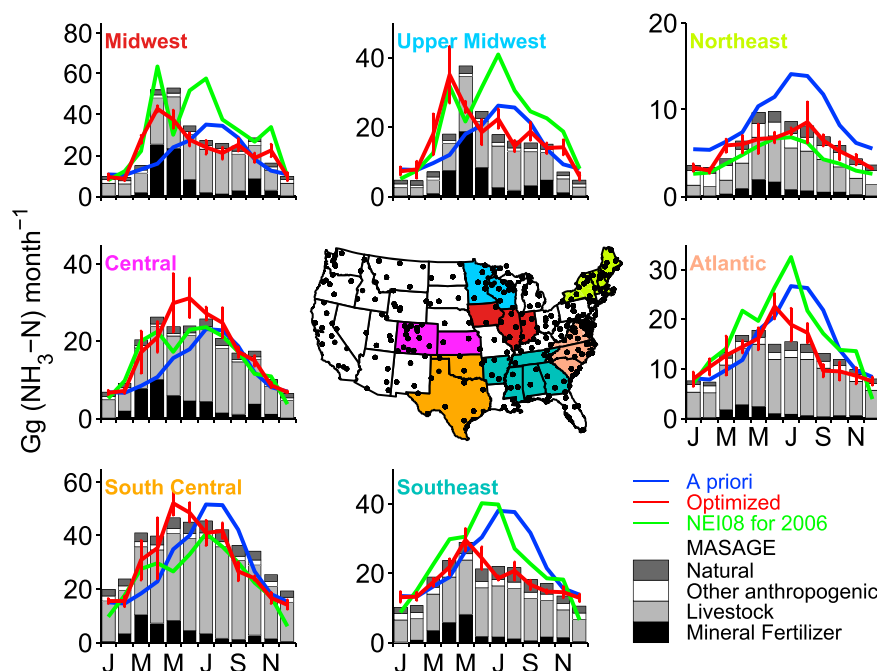 Midwest
Upper Midwest
Northeast
80
60
40
20
0
40
20
0
20
10
0
Gg (NH₃−N) month⁻¹
Central
Atlantic
40
20
0
30
20
10
0
J M M J S N
South Central
Southeast
60
40
20
0
J M M J S N
40
20
0
J M M J S N
A priori
Optimized
NEI08 for 2006
MASAGE
Natural
Other anthropogenic
Livestock
Mineral Fertilizer